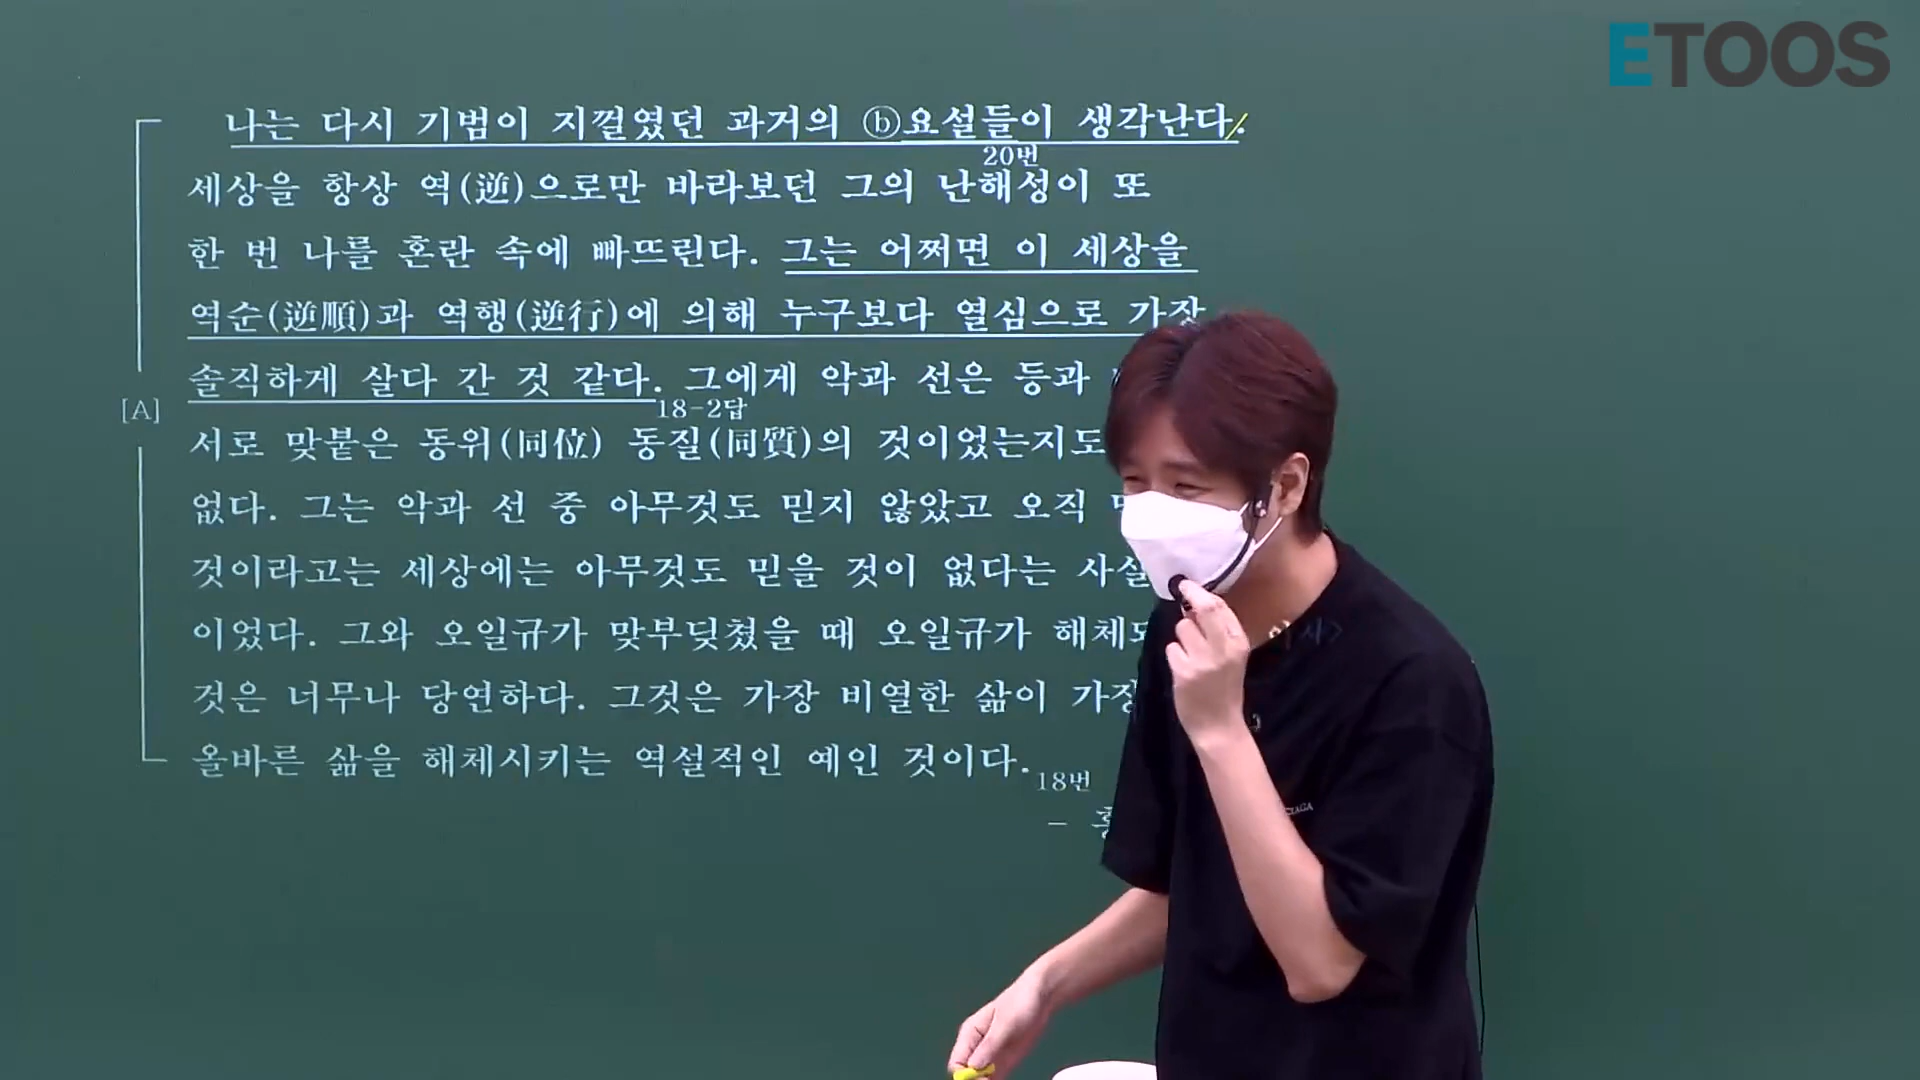 ETOOS
나는 다시 기범이 지껄였던 과거의 ⓑ요설들이 생각난다.
20번
세상을 항상 역(逆)으로만 바라보던 그의 난해성이 또
한 번 나를 혼란 속에 빠뜨린다. 그는 어쩌면 이 세상을
역순(逆順)과 역행(逆行)에 의해 누구보다 열심으로 가장
솔직하게 살다 간 것 같다. 그에게 악과 선은 등과
18-2답
[A]
서로 맞붙은 동위(同位) 동질(同質)의 것이었는지도
없다. 그는 악과 선 중 아무것도 믿지 않았고 오직
것이라고는 세상에는 아무것도 믿을 것이 없다는 사실
이었다. 그와 오일규가 맞부딪쳤을 때 오일규가 해체
것은 너무나 당연하다. 그것은 가장 비열한 삶이 가장
올바른 삶을 해체시키는 역설적인 예인 것이다.
18번
–